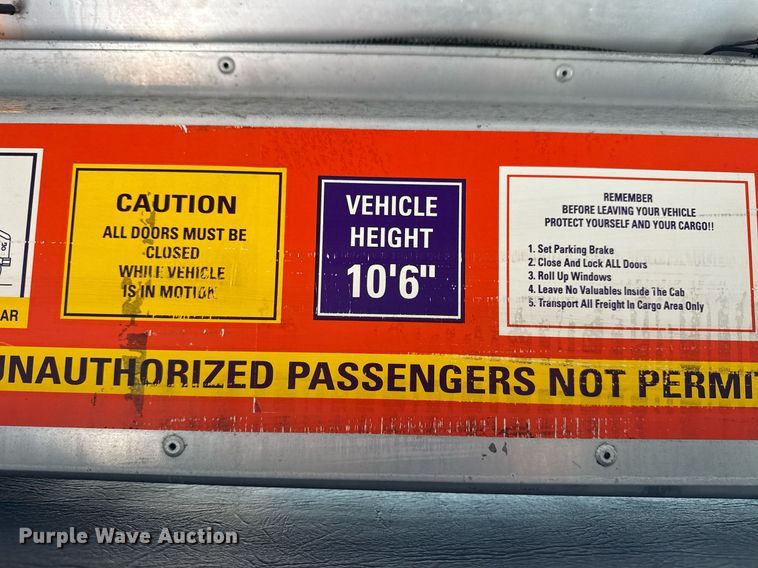 AR
CAUTION
ALL DOORS MUST BE
CLOSED
WHILE VEHICLE
IS IN MOTION
VEHICLE
HEIGHT
10'6"
REMEMBER
BEFORE LEAVING YOUR VEHICLE
PROTECT YOURSELF AND YOUR CARGO!!
1. Set Parking Brake
2. Close And Lock ALL Doors
3. Roll Up Windows
4. Leave No Valuables Inside The Cab
5. Transport All Freight In Cargo Area Only
UNAUTHORIZED PASSENGERS NOT PERMI
Purple Wave Auction